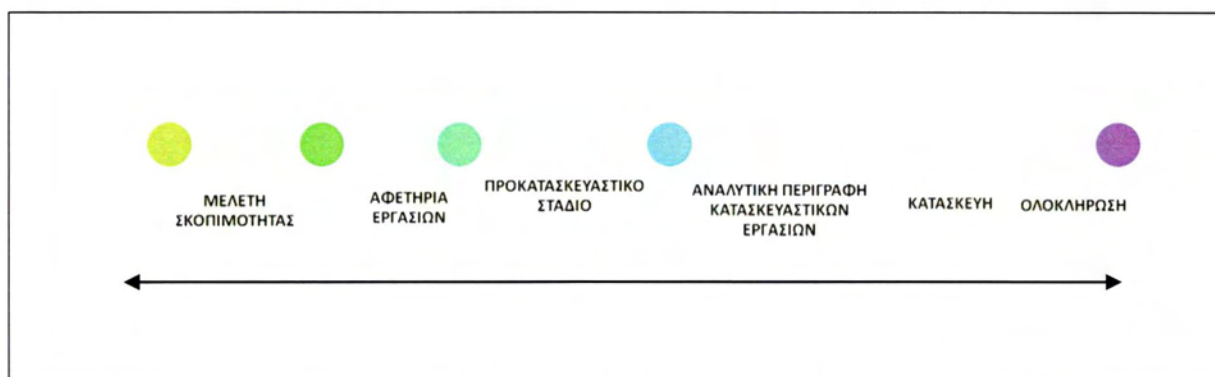 ΜΕΛΕΤΗ
ΣΚΟΠΙΜΟΤΗΤΑΣ
ΑΦΕΤΗΡΙΑ
ΕΡΓΑΣΙΩΝ
ΠΡΟΚΑΤΑΣΚΕΥΑΣΤΙΚΟ
ΣΤΑΔΙΟ
ΑΝΑΛΥΤΙΚΗ ΠΕΡΙΓΡΑΦΗ
ΚΑΤΑΣΚΕΥΑΣΤΙΚΩΝ
ΕΡΓΑΣΙΩΝ
ΚΑΤΑΣΚΕΥΗ
ΟΛΟΚΛΗΡΩΣΗ